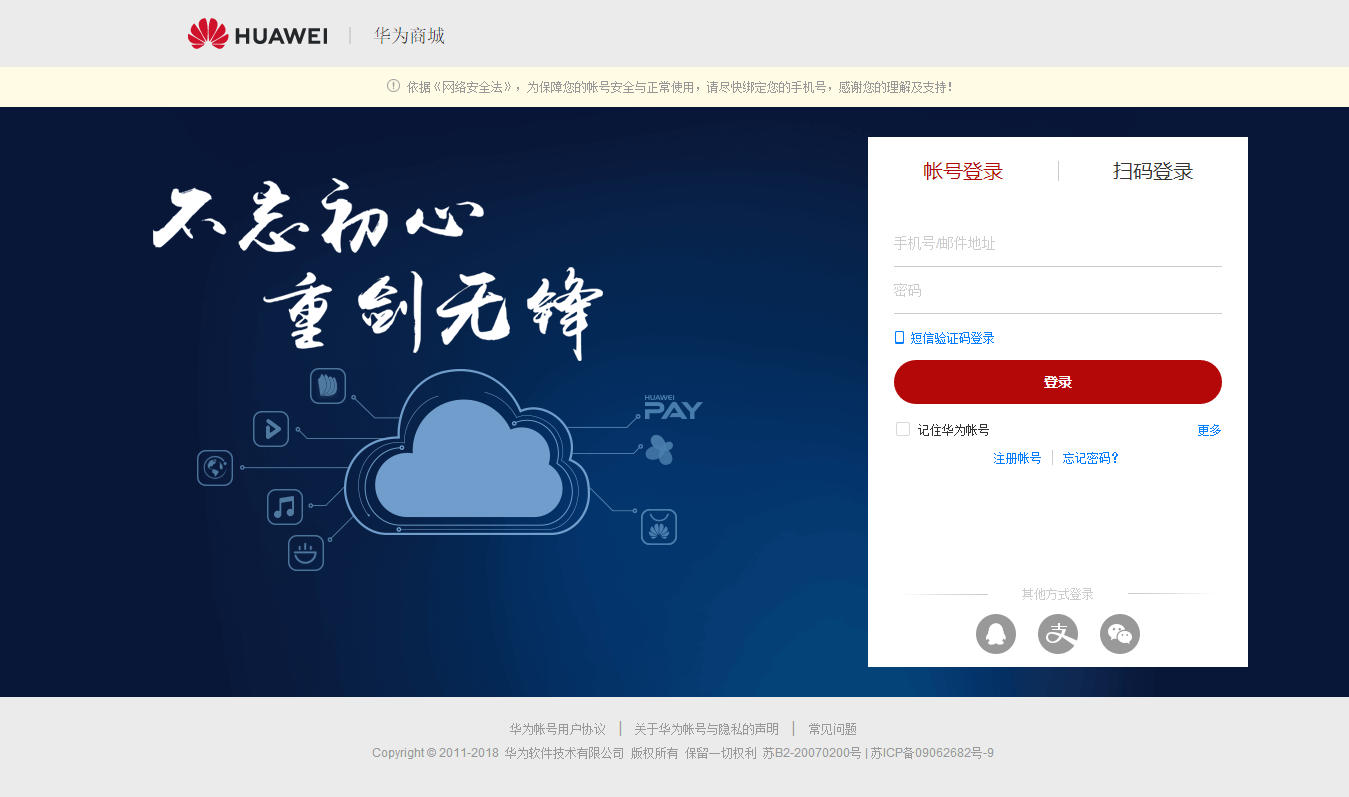 HUAWEI | 华为商城
依据《网络安全法》，为保障您的帐号安全与正常使用，请尽快绑定您的手机号，感谢您的理解及支持！
不忘初心
重剑无锋
HUAWEI
PAY
帐号登录 | 扫码登录
手机号/邮件地址
密码
短信验证码登录
登录
记住华为帐号 更多
注册帐号 | 忘记密码?
其他方式登录
支
华为帐号用户协议 | 关于华为帐号与隐私的声明 | 常见问题
Copyright © 2011-2018 华为软件技术有限公司 版权所有 保留一切权利 苏B2-20070200号 | 苏ICP备09062682号-9